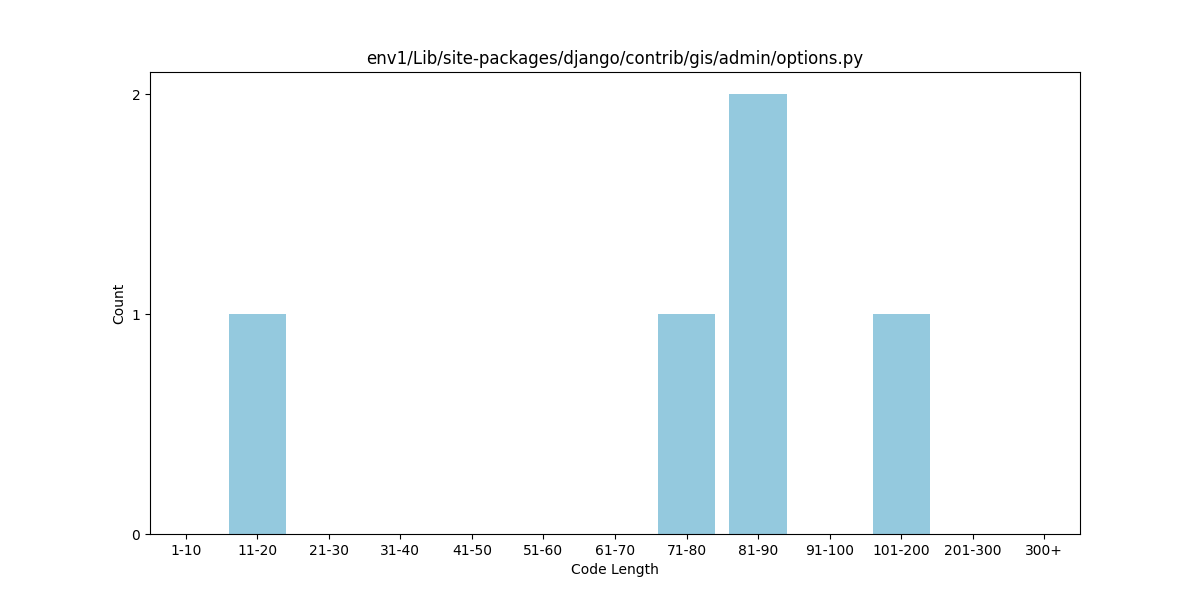 env1/Lib/site-packages/django/contrib/gis/admin/options.py
2
1
0
Count
1-10 11-20 21-30 31-40 41-50 51-60 61-70 71-80 81-90 91-100 101-200 201-300 300+
Code Length